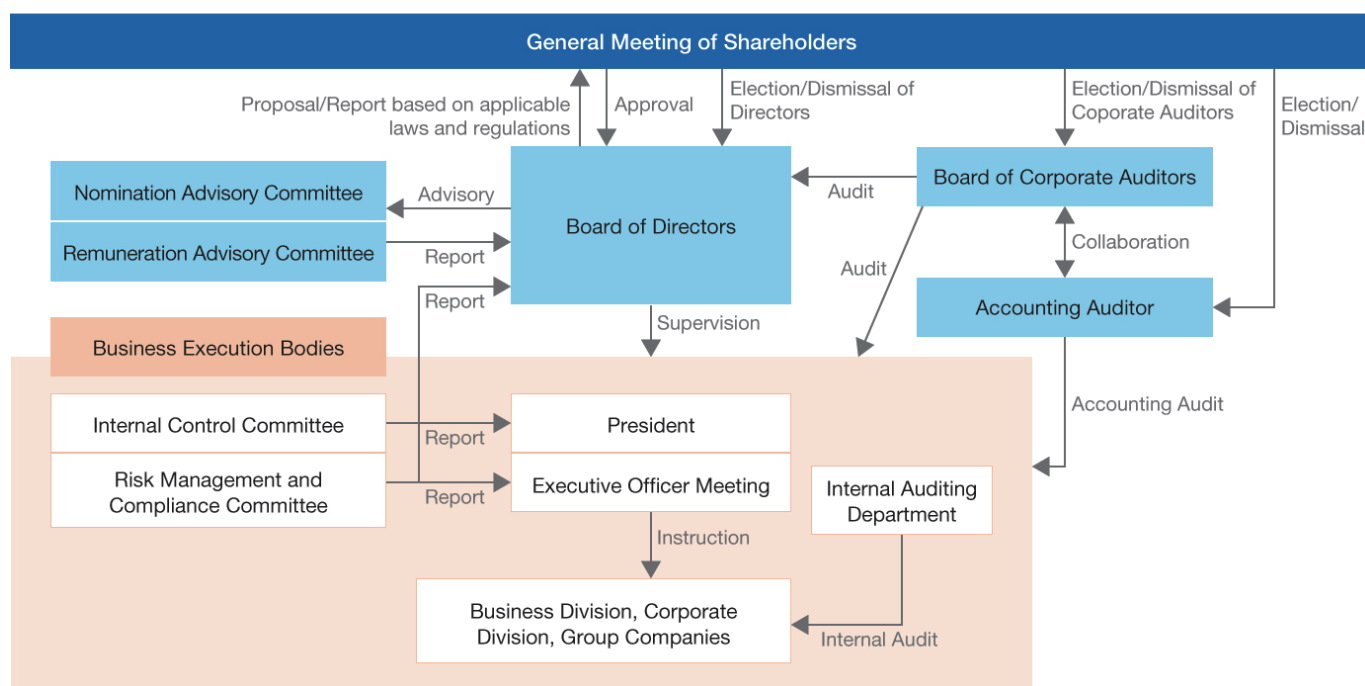 General Meeting of Shareholders
Proposal/Report based on applicable
laws and regulations
Approval
Election/Dismissal of
Directors
Election/Dismissal of
Coporate Auditors
Election/
Dismissal
Nomination Advisory Committee
Advisory
Board of Directors
Audit
Board of Corporate Auditors
Remuneration Advisory Committee
Report
Collaboration
Audit
Report
Accounting Auditor
Supervision
Business Execution Bodies
Accounting Audit
Internal Control Committee
Report
President
Risk Management and
Compliance Committee
Report
Executive Officer Meeting
Internal Auditing
Department
Instruction
Business Division, Corporate
Division, Group Companies
Internal Audit